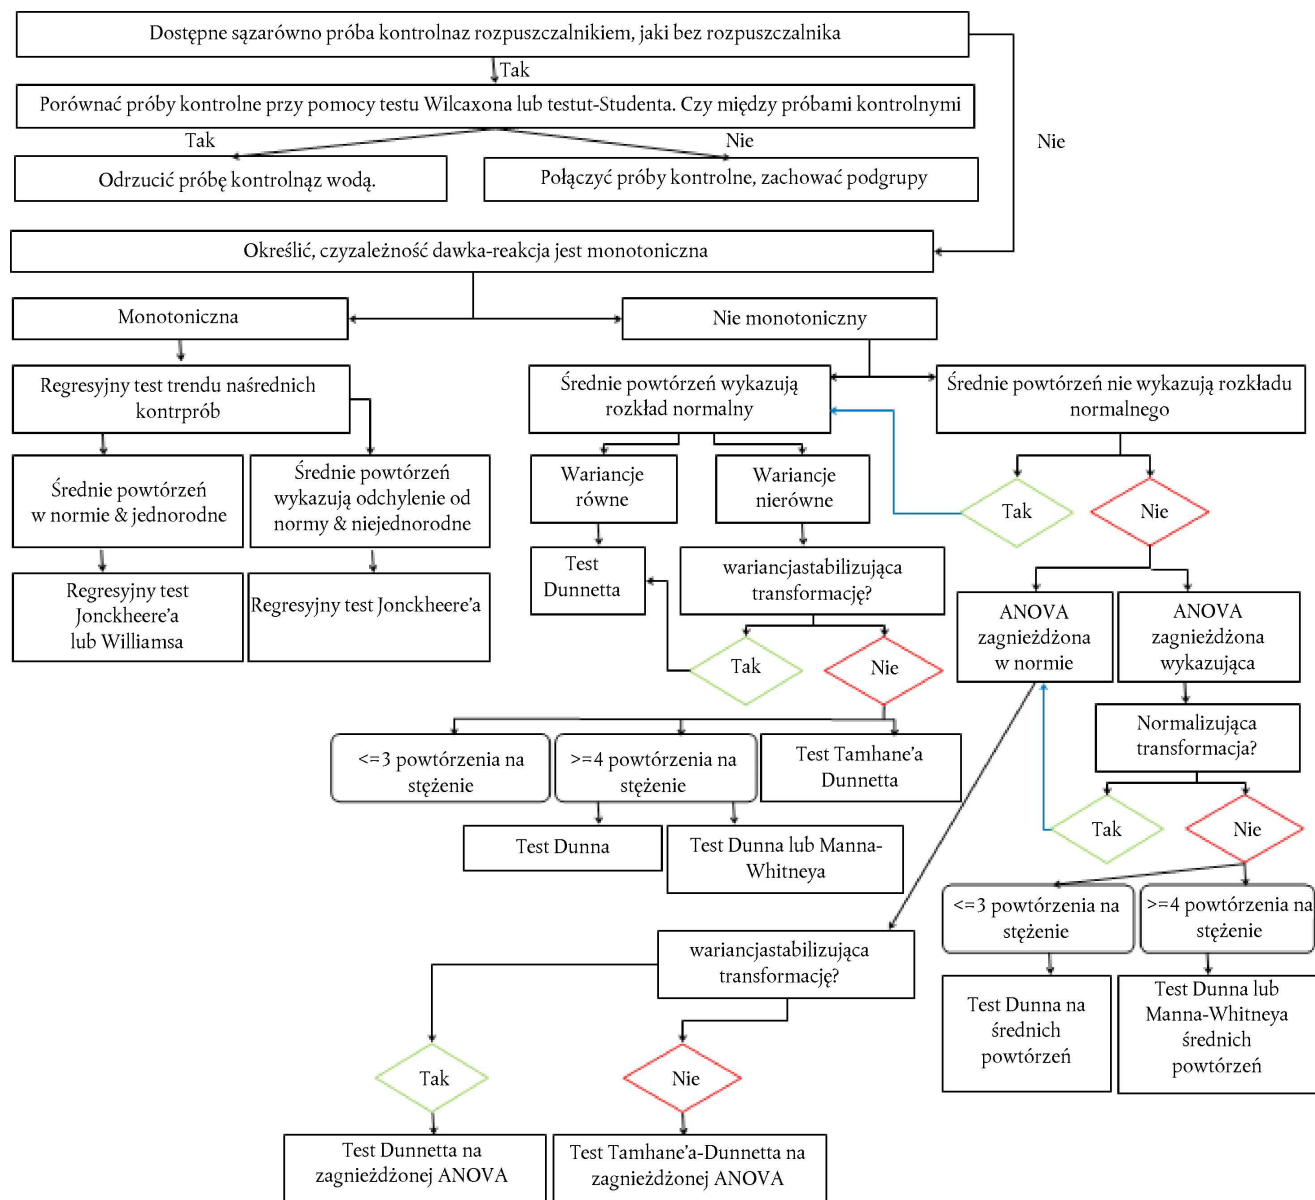 Dostępne sązarówno próba kontrolnaz rozpuszczalnikiem, jaki bez rozpuszczalnika
Tak
Porównać próby kontrolne przy pomocy testu Wilcaxona lub testut-Studenta. Czy między próbami kontrolnymi
Tak
Nie
Nie
Odrzucić próbę kontrolnąz wodą.
Połączyć próby kontrolne, zachować podgrupy
Określić, czyzależność dawka-reakcja jest monotoniczna
Monotoniczna
Nie monotoniczny
Regresyjny test trendu naśrednich
kontrprób
Średnie powtórzeń wykazują
rozkład normalny
Średnie powtórzeń nie wykazują rozkładu
normalnego
Średnie powtórzeń
w normie & jednorodne
Średnie powtórzeń
wykazują odchylenie od
normy & niejednorodne
Wariancje
równe
Wariancje
nierówne
Tak
Nie
Regresyjny test
Jonckheere'a
lub Williamsa
Regresyjny test Jonckheere'a
Test
Dunnetta
wariancjastabilizująca
transformację?
ANOVA
zagnieżdżona
w normie
ANOVA
zagnieżdżona
wykazująca
Tak
Nie
Normalizująca
transformacja?
<=3 powtórzenia na
stężenie
>=4 powtórzenia na
stężenie
Test Tamhane'a
Dunnetta
Tak
Nie
Test Dunna
Test Dunna lub Manna-
Whitneya
<=3 powtórzenia na
stężenie
>=4 powtórzenia na
stężenie
wariancjastabilizująca
transformację?
Test Dunna na
średnich
powtórzeń
Test Dunna lub
Manna-Whitneya
średnich
powtórzeń
Tak
Nie
Test Dunnetta na
zagnieżdżonej ANOVA
Test Tamhane'a-Dunnetta na
zagnieżdżonej ANOVA